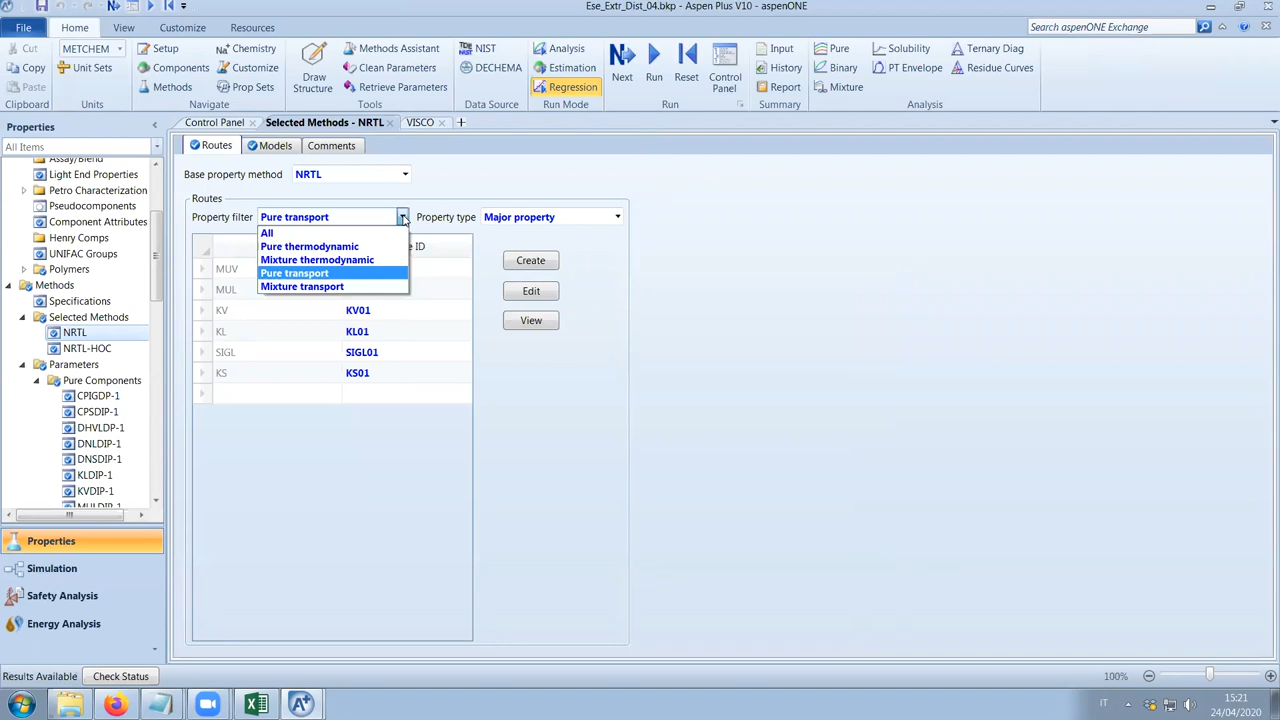 Ese_Extr_Dist_04.bkp - Aspen Plus V10 - aspenONE
File
Home
View
Customize
Resources
Search aspenONE Exchange
Cut
METCHEM
Setup
Chemistry
Methods Assistant
NIST
Analysis
Input
Pure
Solubility
Ternary Diag
Copy
Unit Sets
Components
Customize
Clean Parameters
DECHEMA
Estimation
History
Binary
PT Envelope
Residue Curves
Paste
Methods
Prop Sets
Draw Structure
Retrieve Parameters
Regression
Next
Run
Reset
Control Panel
Report
Mixture
Clipboard
Units
Navigate
Tools
Data Source
Run Mode
Run
Summary
Analysis
Properties
Control Panel
Selected Methods - NRTL
VISCO
All Items
Routes
Models
Comments
Assay/Blend
Light End Properties
Petro Characterization
Pseudocomponents
Component Attributes
Henry Comps
UNIFAC Groups
Polymers
Methods
Specifications
Selected Methods
NRTL
NRTL-HOC
Parameters
Pure Components
CPIGDP-1
CPSDIP-1
DHVLDP-1
DNLDIP-1
DNSDIP-1
KLDIP-1
KVDIP-1
MULDIP-1
Base property method
NRTL
Routes
Property filter
Pure transport
Property type
Major property
All
Pure thermodynamic
Mixture thermodynamic
Pure transport
Mixture transport
ID
MUV
MUL
KV
KV01
KL
KL01
SIGL
SIGL01
KS
KS01
Create
Edit
View
Properties
Simulation
Safety Analysis
Energy Analysis
Results Available
Check Status
100%
IT
15:21
24/04/2020